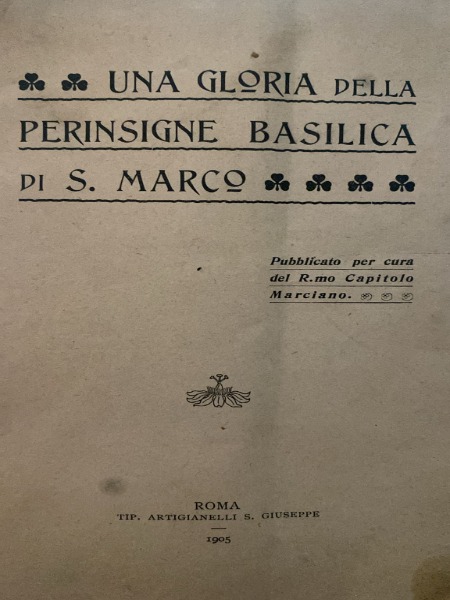 UNA GLORIA DELLA
PERINSIGNE BASILICA
DI S. MARCO
Pubblicato per cura
del R.mo Capitolo
Marciano.
ROMA
TIP. ARTIGIANELLI S. GIUSEPPE
1905